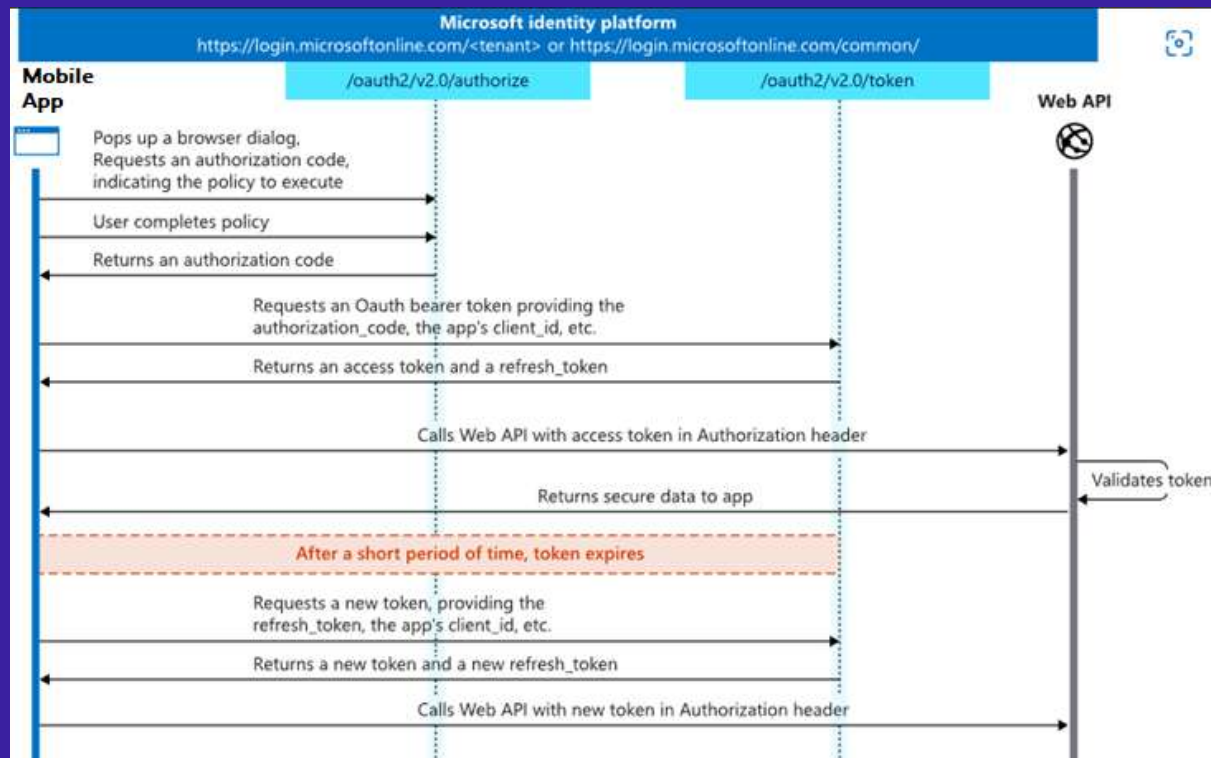 Microsoft identity platform
https://login.microsoftonline.com/<tenant> or https://login.microsoftonline.com/common/
Mobile
App
/oauth2/v2.0/authorize
/oauth2/v2.0/token
Web API
Pops up a browser dialog,
Requests an authorization code,
indicating the policy to execute
User completes policy
Returns an authorization code
Requests an Oauth bearer token providing the
authorization_code, the app's client_id, etc.
Returns an access token and a refresh_token
Calls Web API with access token in Authorization header
Validates token
Returns secure data to app
After a short period of time, token expires
Requests a new token, providing the
refresh_token, the app's client_id, etc.
Returns a new token and a new refresh_token
Calls Web API with new token in Authorization header